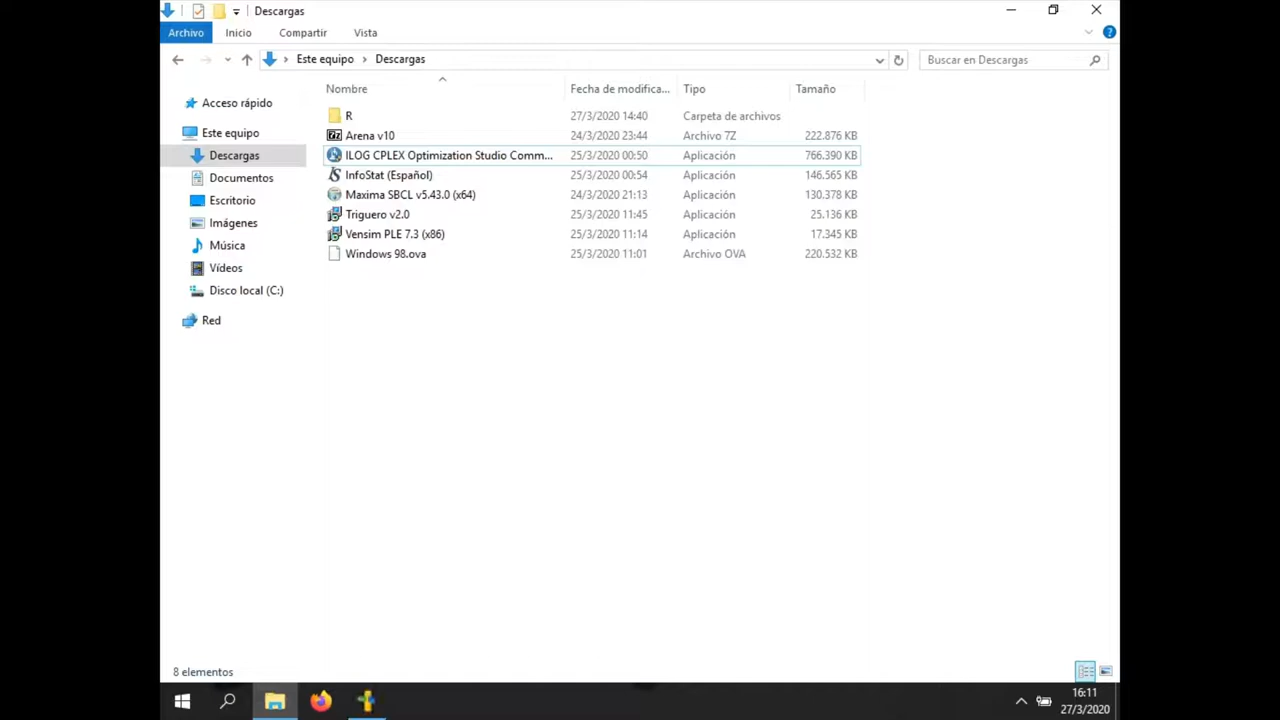 Descargas
Archivo Inicio Compartir Vista
Este equipo Descargas Buscar en Descargas
Nombre Fecha de modifica... Tipo Tamaño
Acceso rápido
Este equipo
Descargas
Documentos
Escritorio
Imágenes
Música
Vídeos
Disco local (C:)
Red
R 27/3/2020 14:40 Carpeta de archivos
Arena v10 24/3/2020 23:44 Archivo 7Z 222.876 KB
ILOG CPLEX Optimization Studio Comm... 25/3/2020 00:50 Aplicación 766.390 KB
InfoStat (Español) 25/3/2020 00:54 Aplicación 146.565 KB
Maxima SBCL v5.43.0 (x64) 24/3/2020 21:13 Aplicación 130.378 KB
Triguero v2.0 25/3/2020 11:45 Aplicación 25.136 KB
Vensim PLE 7.3 (x86) 25/3/2020 11:14 Aplicación 17.345 KB
Windows 98.ova 25/3/2020 11:01 Archivo OVA 220.532 KB
8 elementos
16:11
27/3/2020